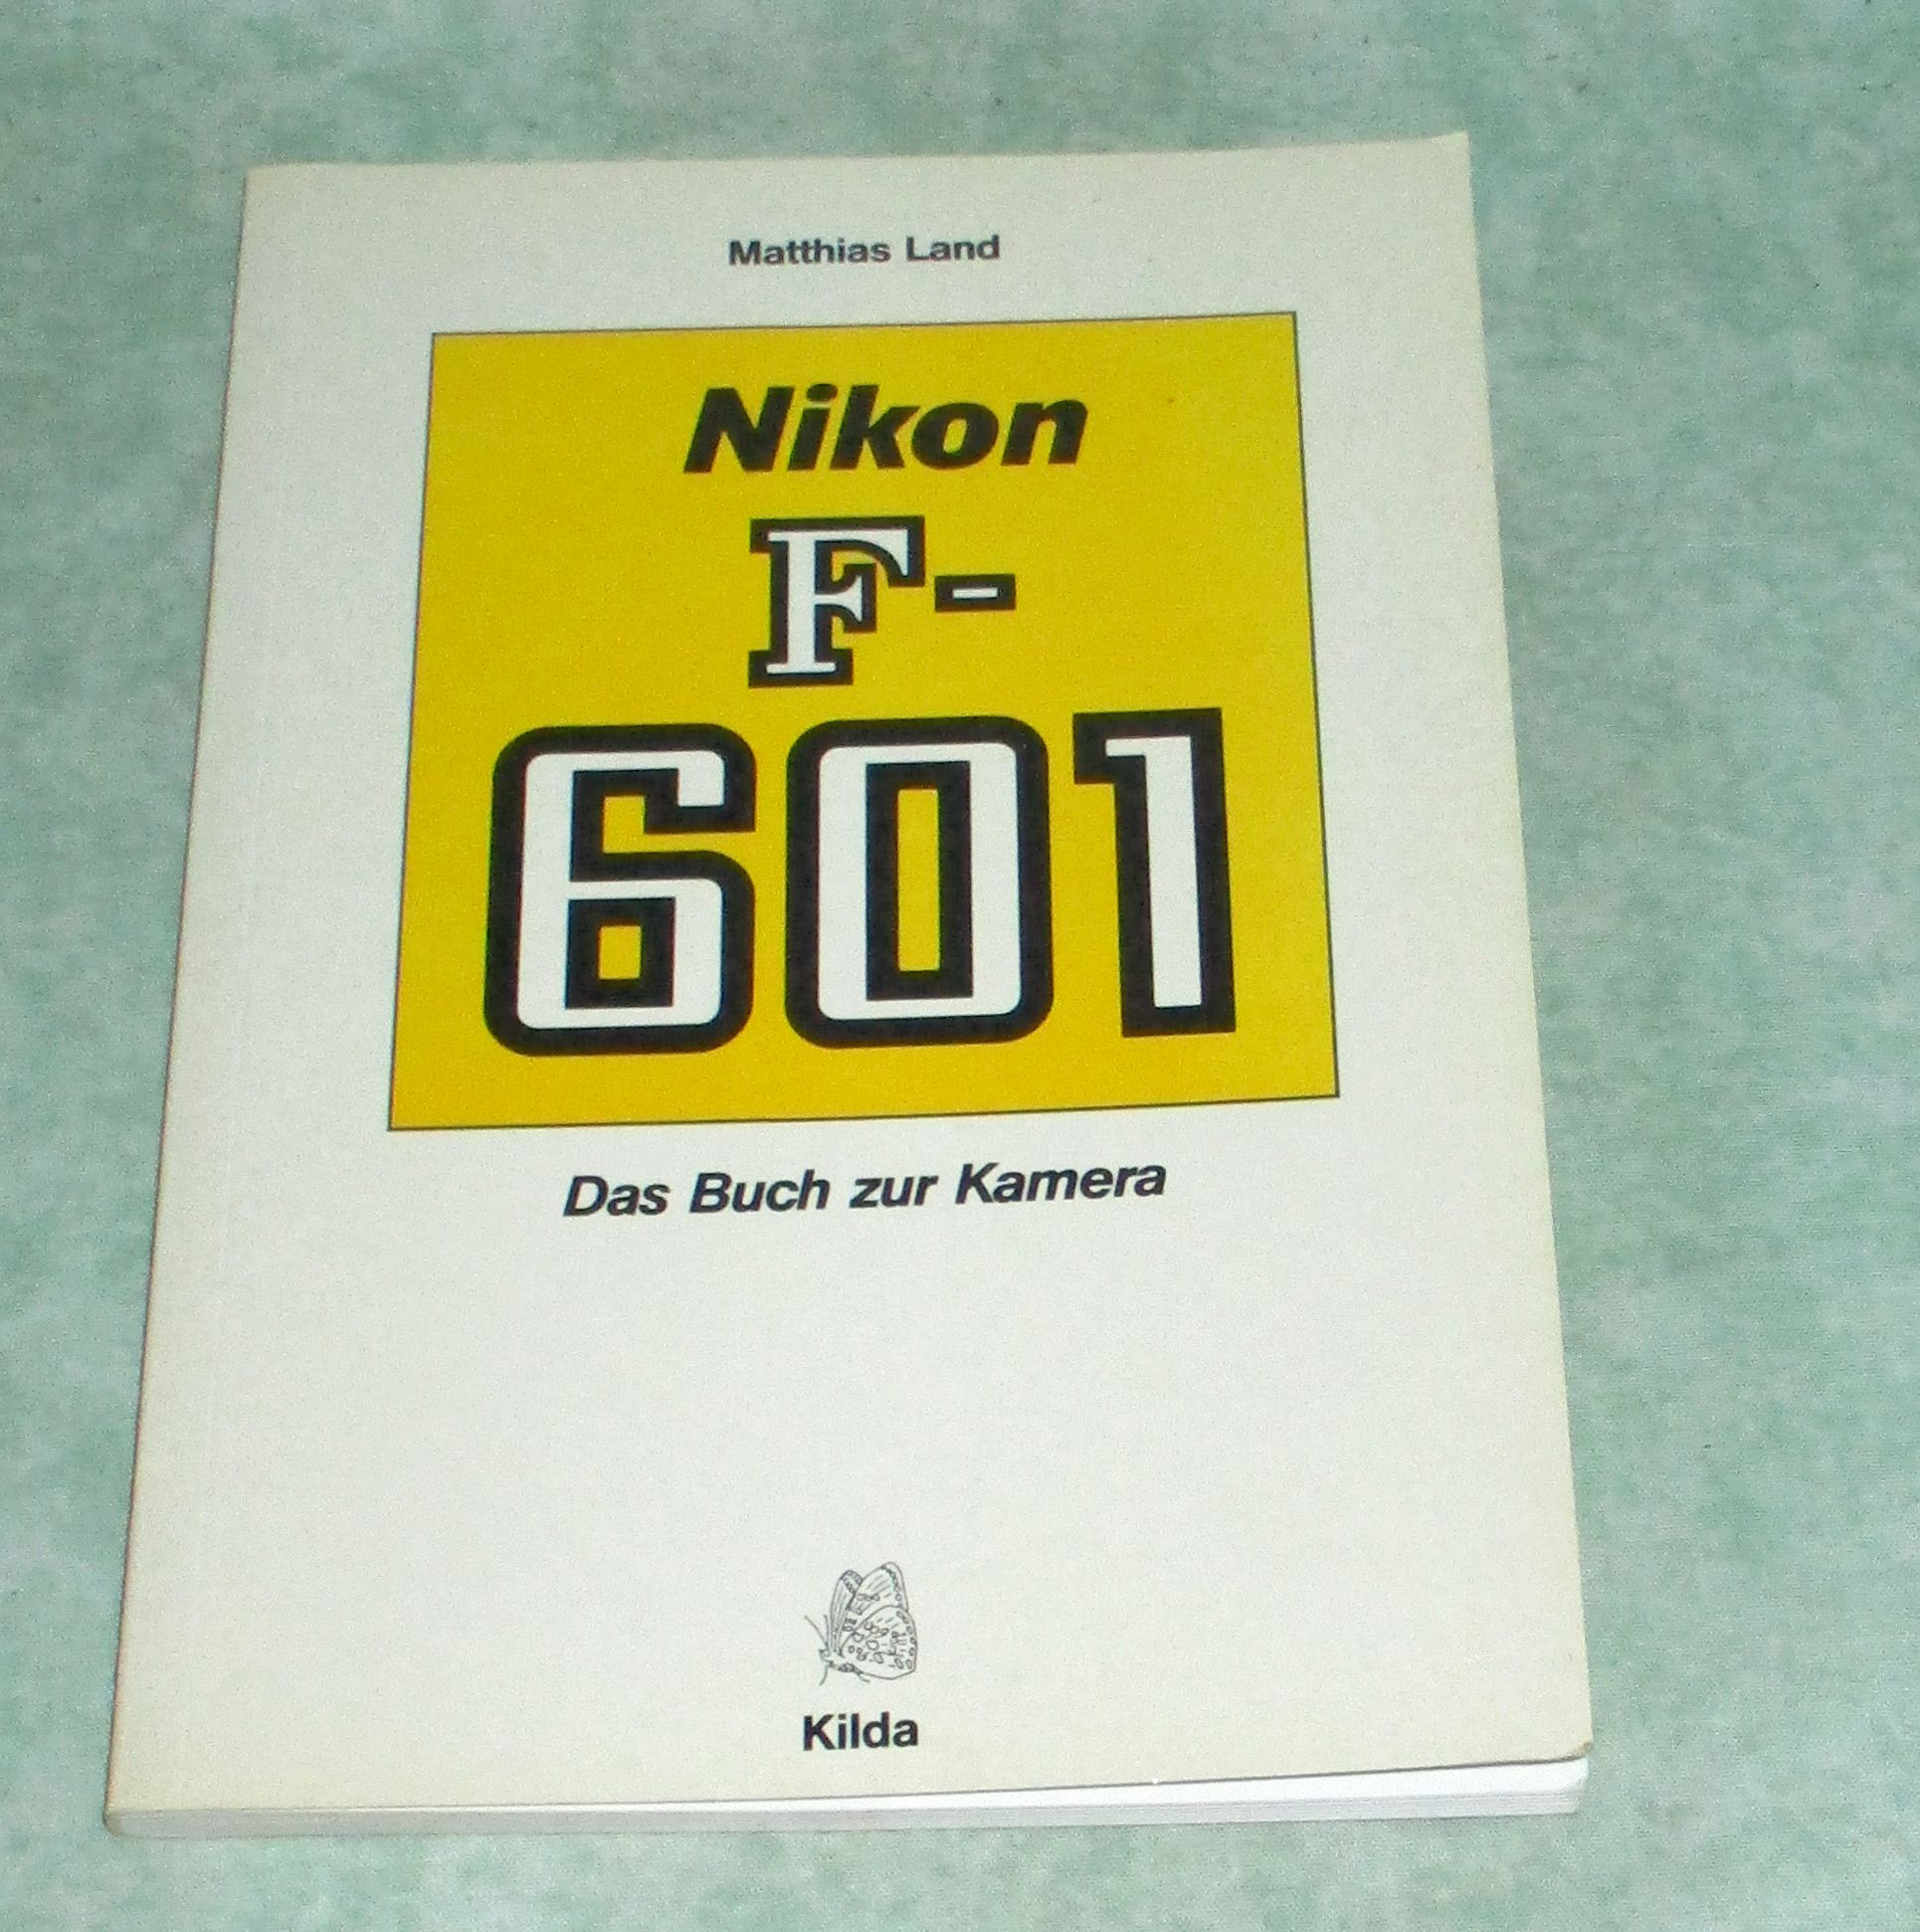 Matthias Land
Nikon
F-
601
Das Buch zur Kamera
Kilda